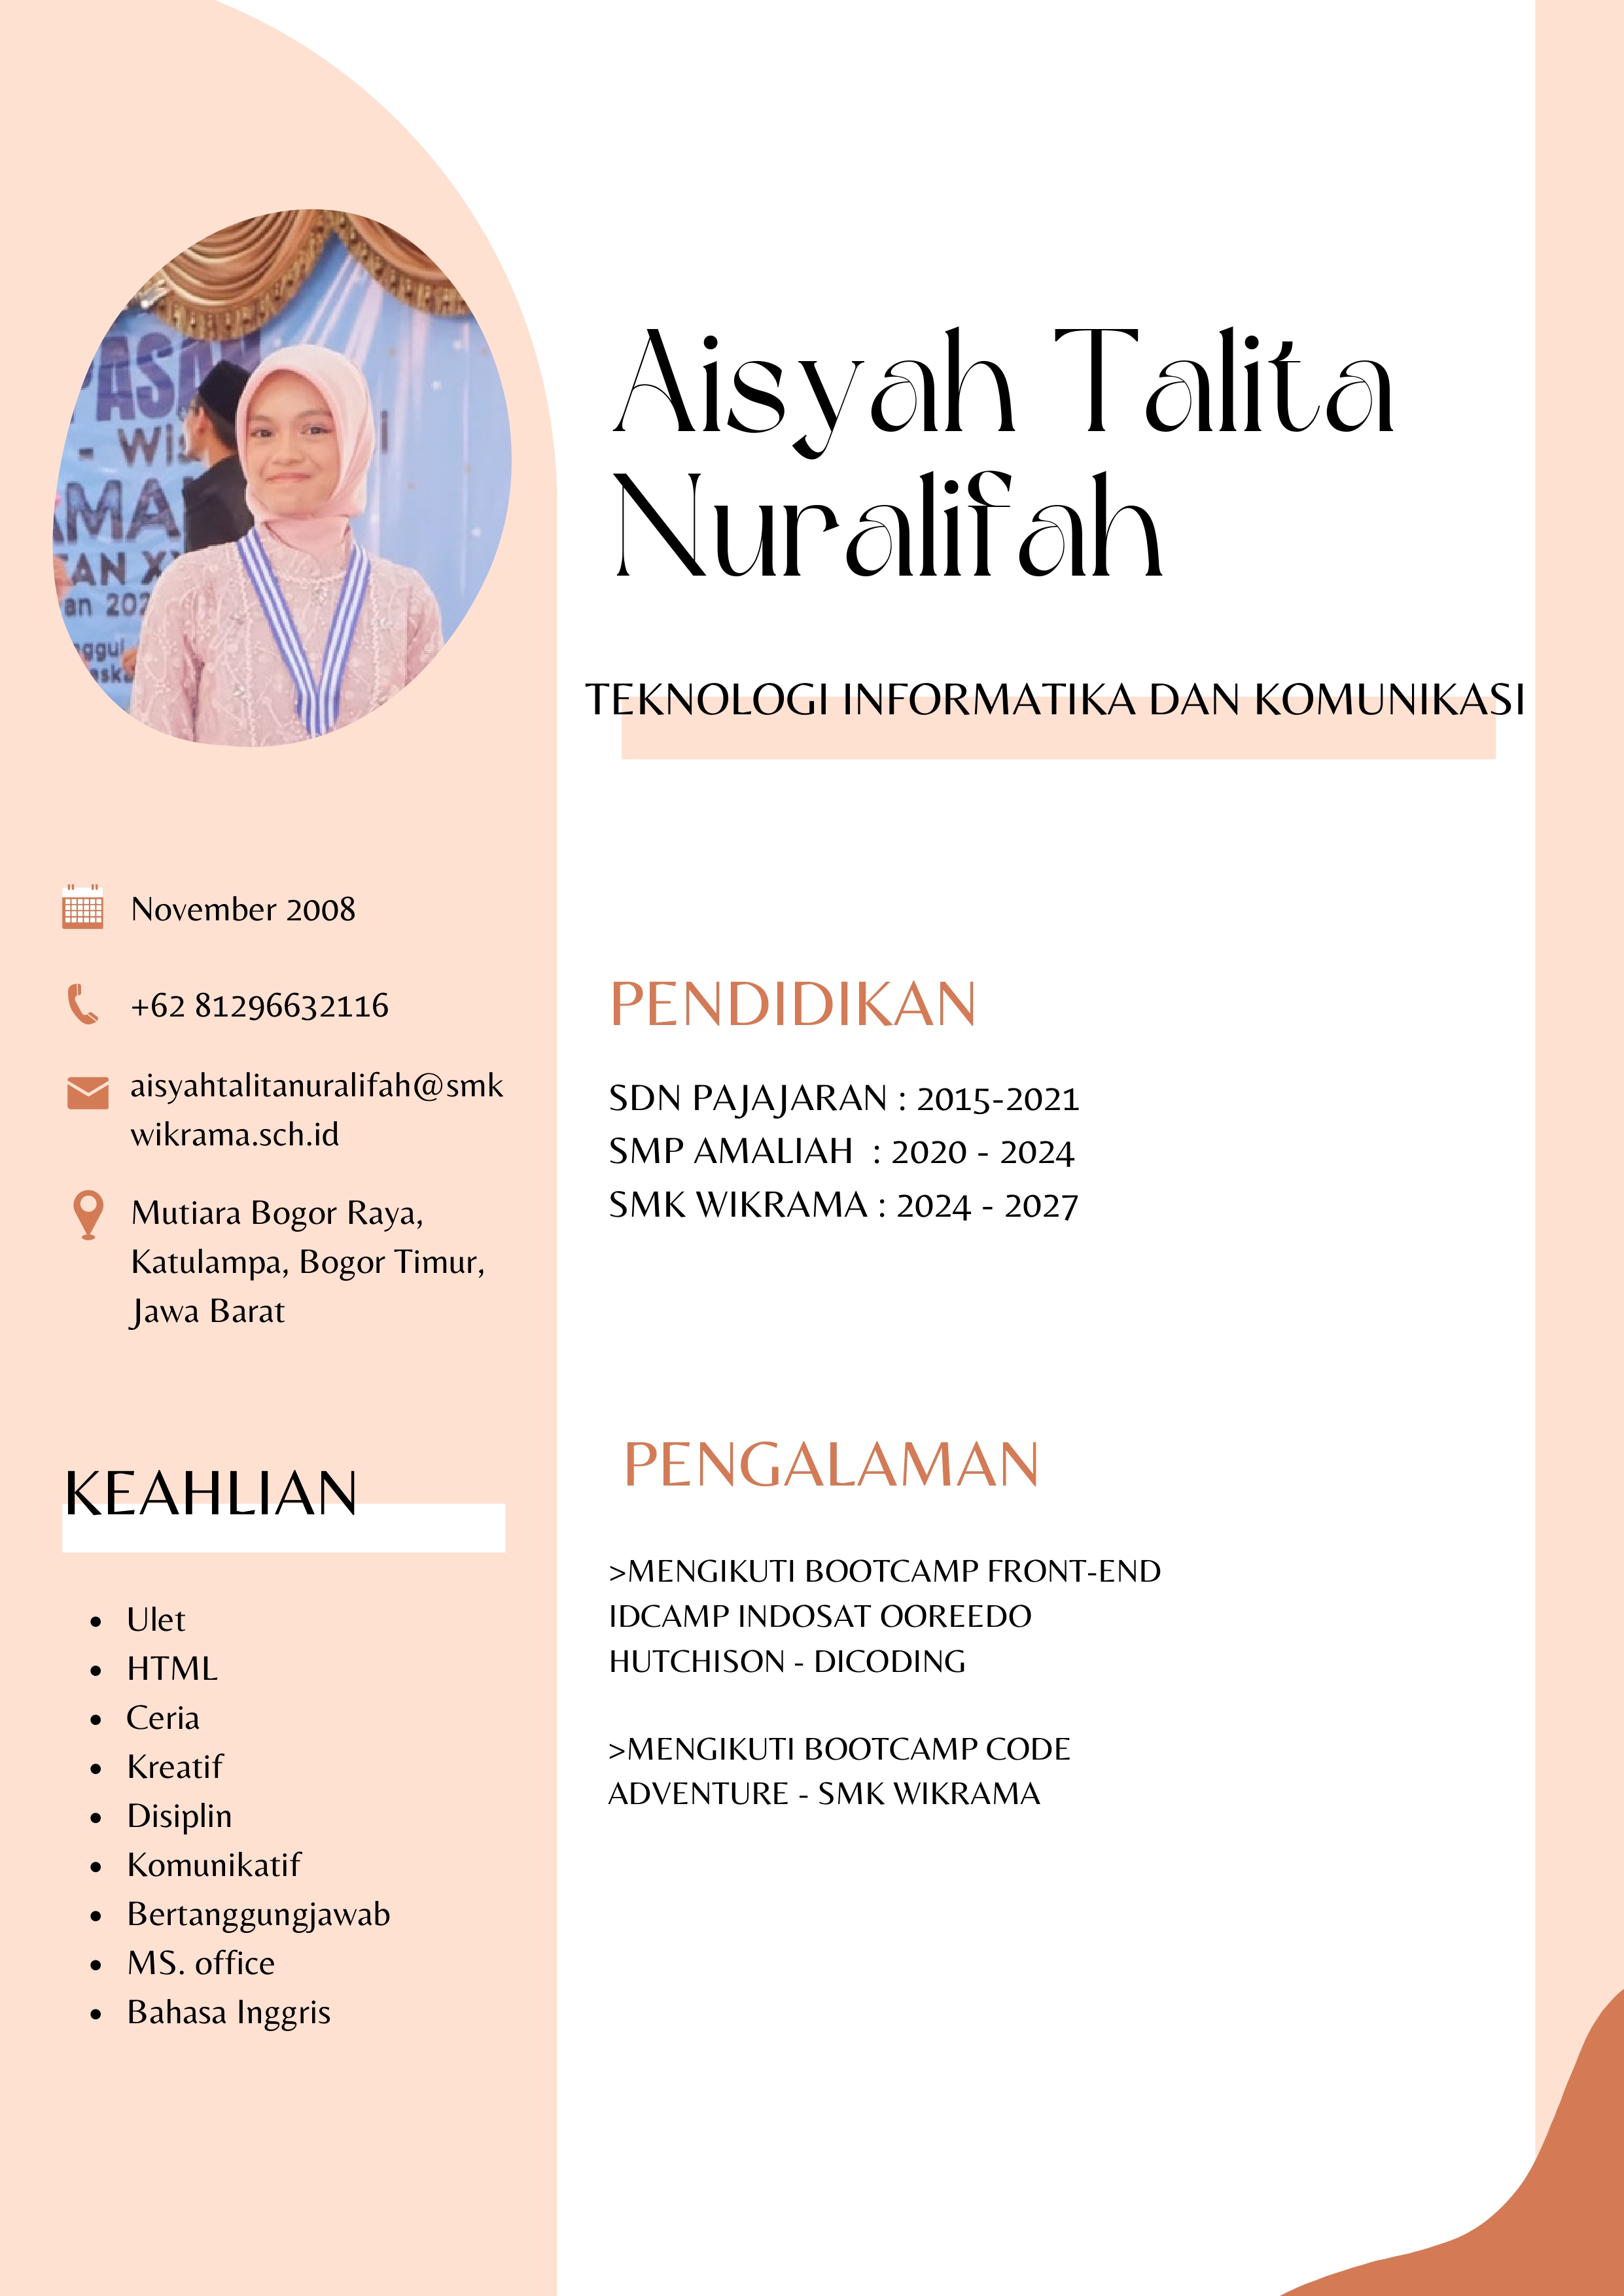 Aisyah Talita
Nuralifah
TEKNOLOGI INFORMATIKA DAN KOMUNIKASI
November 2008
+62 81296632116
aisyahtalitanuralifah@smk
wikrama.sch.id
Mutiara Bogor Raya,
Katulampa, Bogor Timur,
Jawa Barat
KEAHLIAN
• Ulet
• HTML
• Ceria
• Kreatif
• Disiplin
• Komunikatif
• Bertanggungjawab
• MS. office
• Bahasa Inggris
PENDIDIKAN
SDN PAJAJARAN : 2015-2021
SMP AMALIAH : 2020 - 2024
SMK WIKRAMA : 2024 - 2027
PENGALAMAN
>MENGIKUTI BOOTCAMP FRONT-END
IDCAMP INDOSAT OOREEDO
HUTCHISON - DICODING
>MENGIKUTI BOOTCAMP CODE
ADVENTURE - SMK WIKRAMA